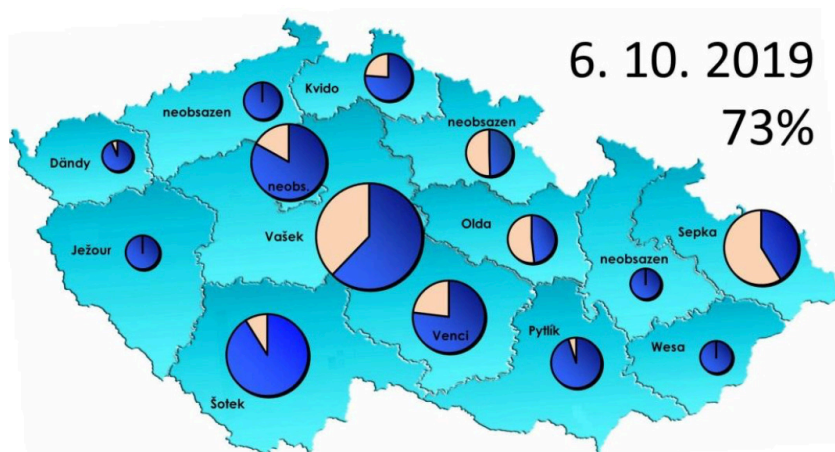 6. 10. 2019
73%
Kvido
neobsazen
neobsazen
Dändy
neobs.
Vašek
Olda
Sepka
Ježour
neobsazen
Venci
Pytlík
Wesa
Šotek